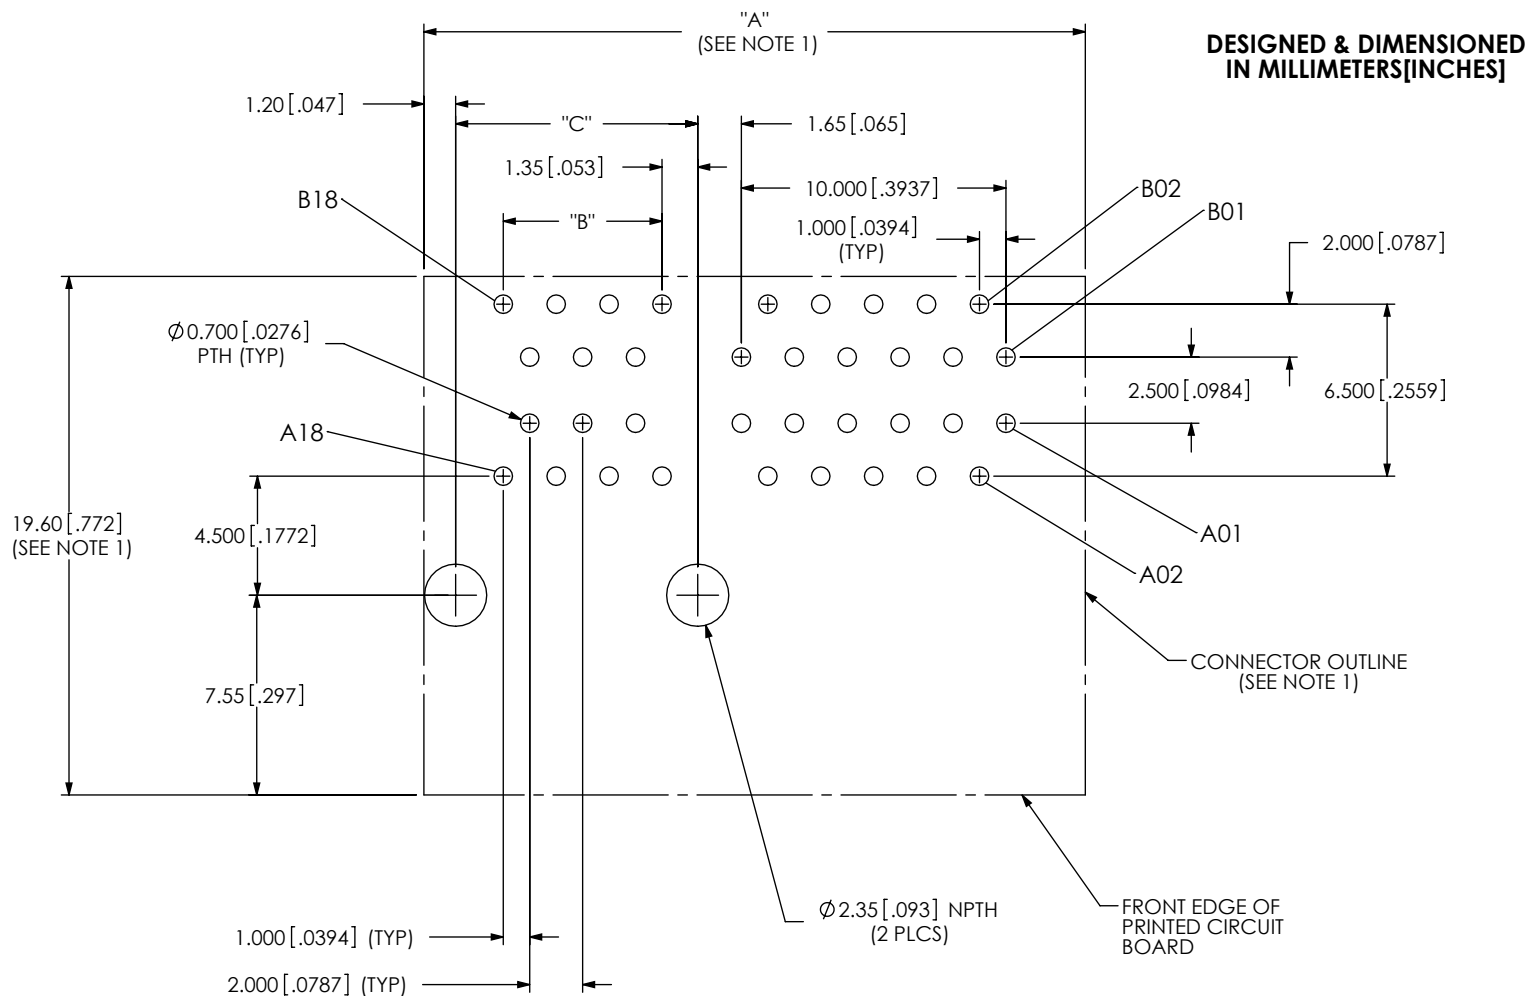 "A"
(SEE NOTE 1)
DESIGNED & DIMENSIONED
IN MILLIMETERS[INCHES]
1.20[.047]
"C"
1.65[.065]
1.35[.053]
10.000[.3937]
B18
"B"
1.000[.0394]
(TYP)
B02
B01
2.000[.0787]
Ø0.700[.0276]
PTH (TYP)
2.500[.0984]
6.500[.2559]
A18
19.60[.772]
(SEE NOTE 1)
4.500[.1772]
A01
A02
CONNECTOR OUTLINE
(SEE NOTE 1)
7.55[.297]
Ø2.35[.093] NPTH
(2 PLCS)
FRONT EDGE OF
PRINTED CIRCUIT
BOARD
1.000[.0394] (TYP)
2.000[.0787] (TYP)